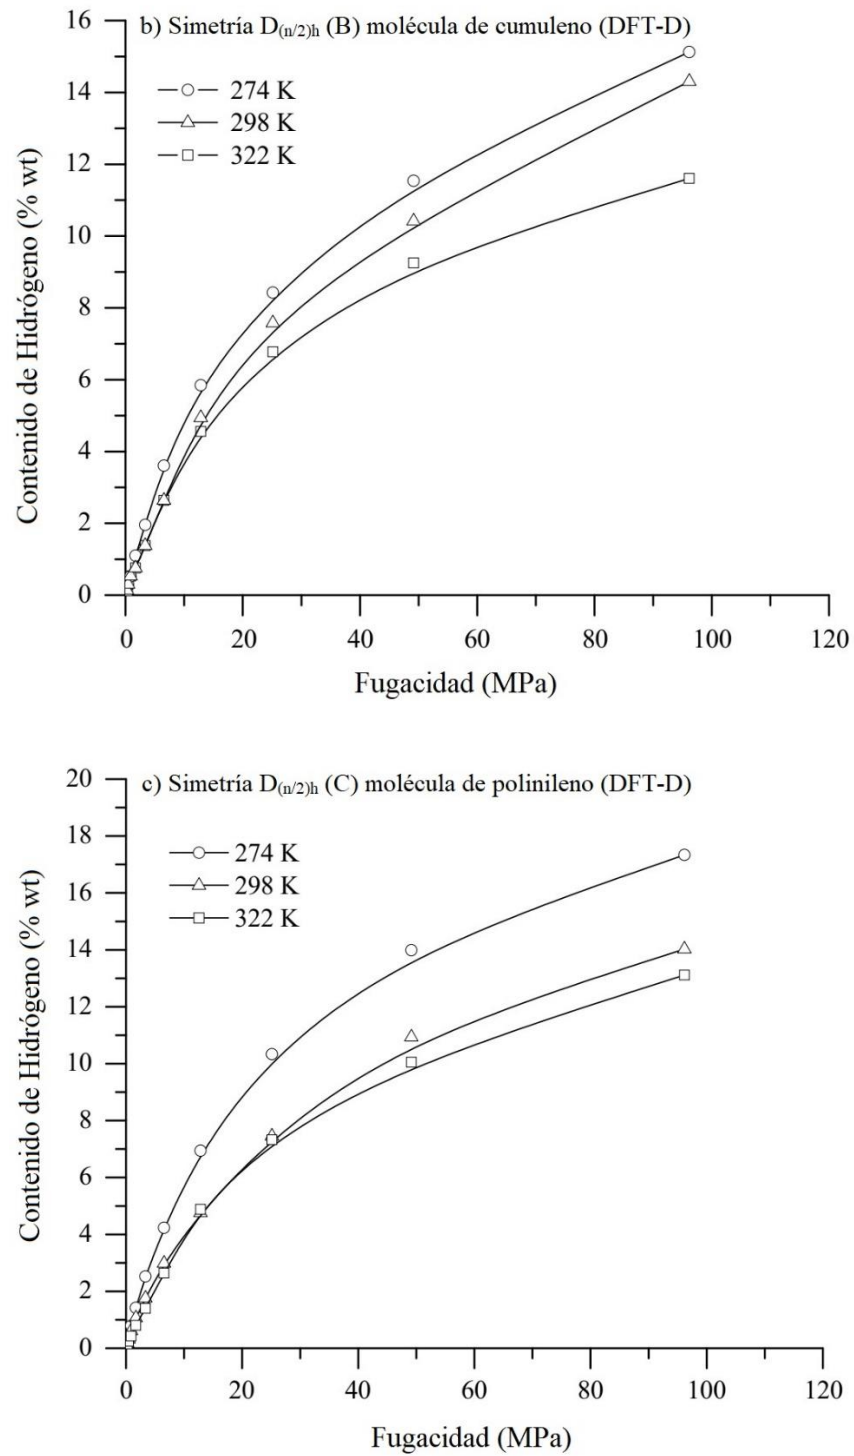 b) Simetría D(n/2)h (B) molécula de cumuleno (DFT-D)
274 K
298 K
322 K
Contenido de Hidrógeno (% wt)
16
14
12
10
8
6
4
2
0
0 20 40 60 80 100 120
Fugacidad (MPa)
c) Simetría D(n/2)h (C) molécula de polinileno (DFT-D)
274 K
298 K
322 K
Contenido de Hidrógeno (% wt)
20
18
16
14
12
10
8
6
4
2
0
0 20 40 60 80 100 120
Fugacidad (MPa)